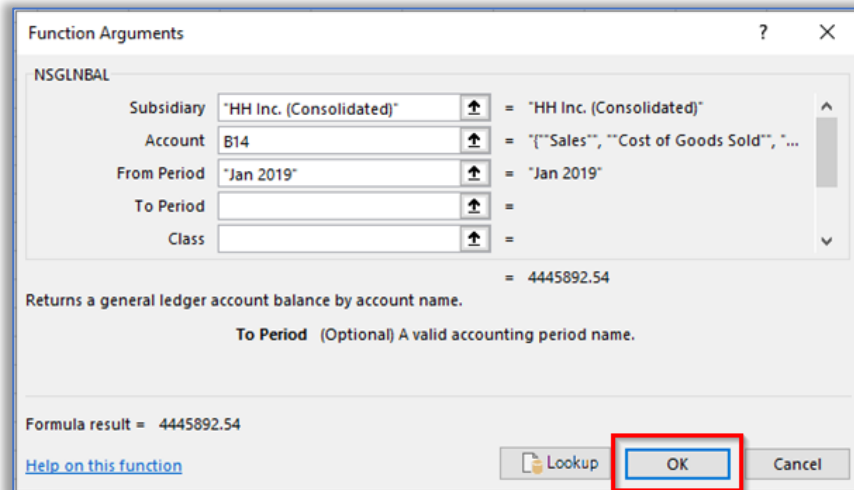 Function Arguments ?
NSGLNBAL
Subsidiary "HH Inc. (Consolidated)" = "HH Inc. (Consolidated)"
Account B14 = "{""Sales"", ""Cost of Goods Sold"", "...
From Period "Jan 2019" = "Jan 2019"
To Period =
Class =
= 4445892.54
Returns a general ledger account balance by account name.
To Period (Optional) A valid accounting period name.
Formula result = 4445892.54
Help on this function Lookup OK Cancel